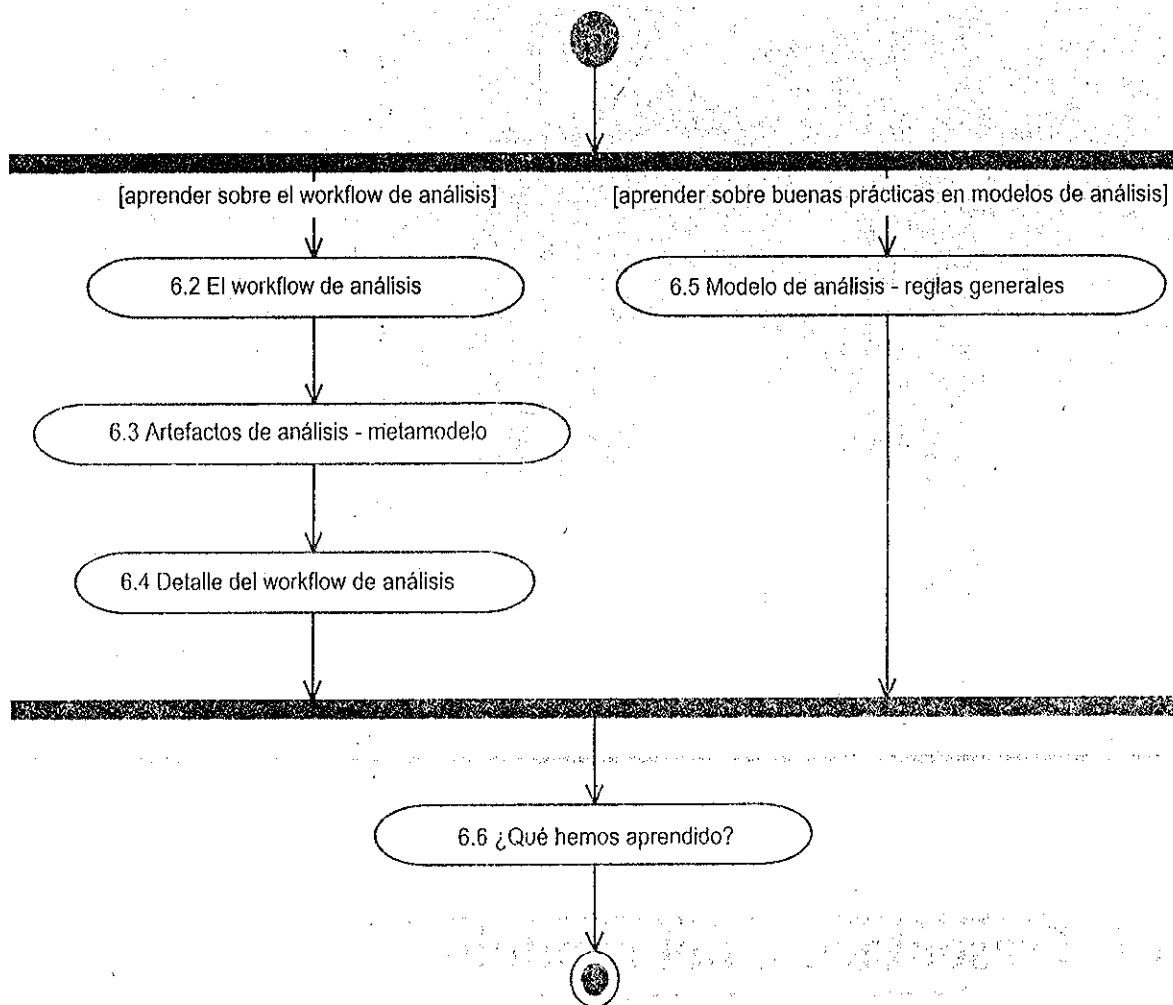 [aprender sobre el workflow de análisis]
[aprender sobre buenas prácticas en modelos de análisis]
6.2 El workflow de análisis
6.5 Modelo de análisis - reglas generales
6.3 Artefactos de análisis - metamodelo
6.4 Detalle del workflow de análisis
6.6 ¿Qué hemos aprendido?